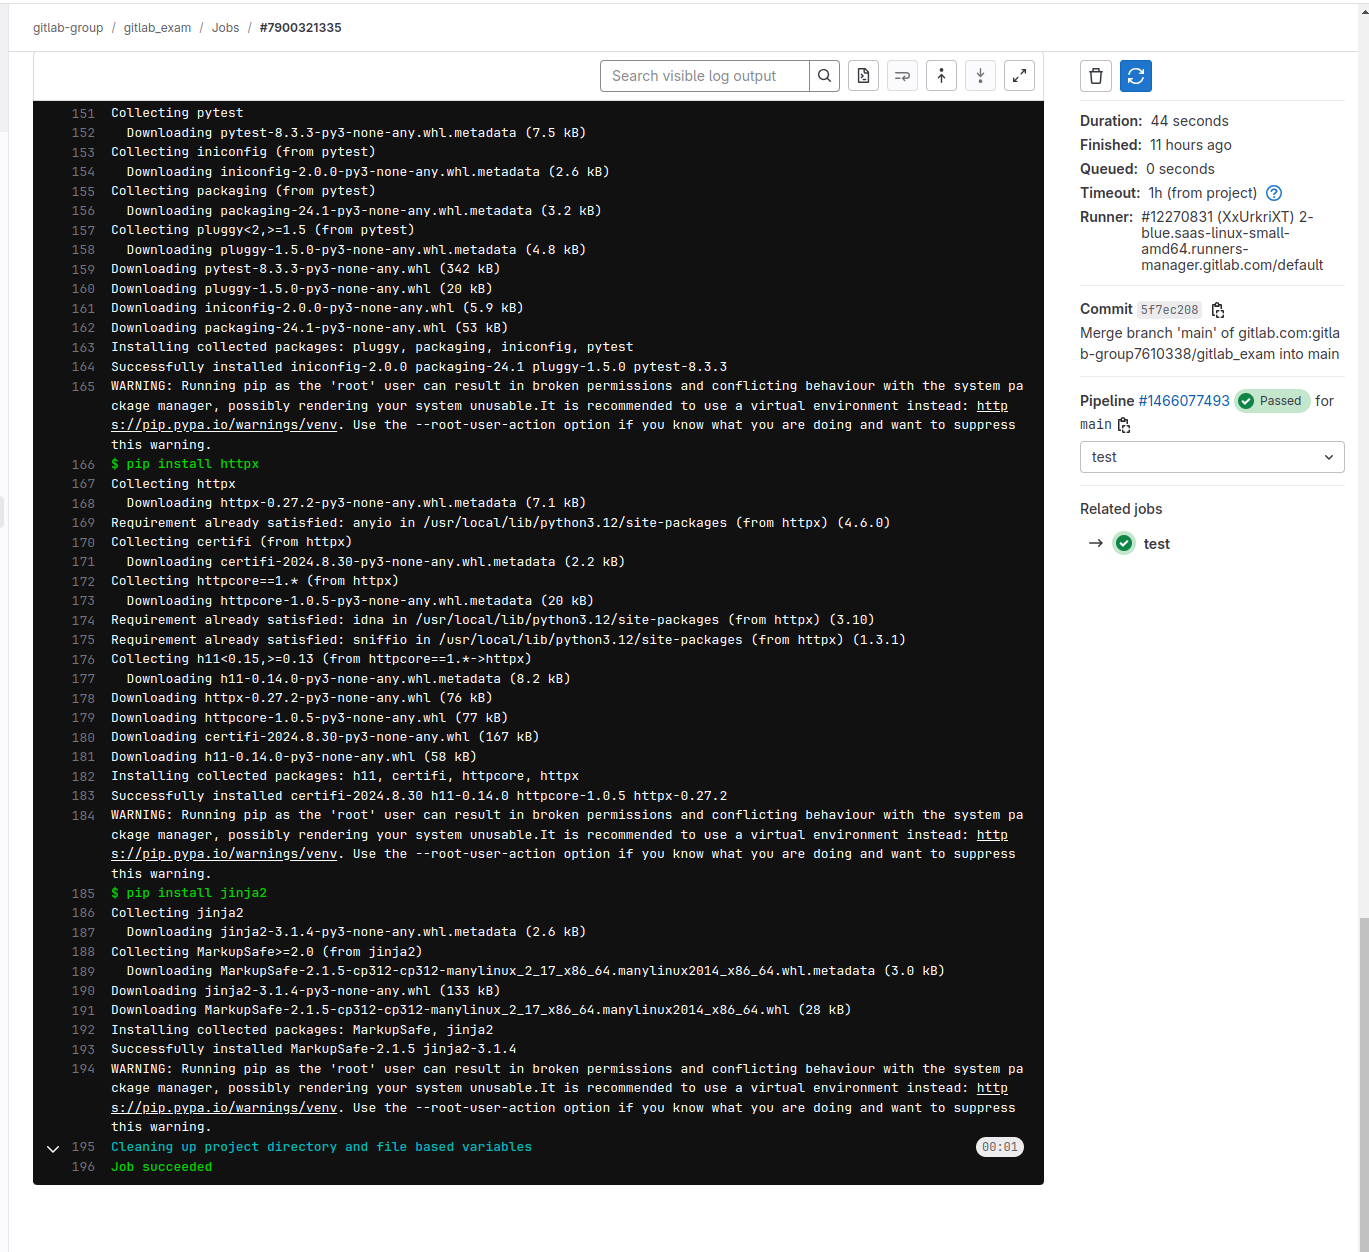 gitlab-group / gitlab_exam / Jobs / #7900321335
Search visible log output
151 Collecting pytest
152 Downloading pytest-8.3.3-py3-none-any.whl.metadata (7.5 kB)
153 Collecting iniconfig (from pytest)
154 Downloading iniconfig-2.0.0-py3-none-any.whl.metadata (2.6 kB)
155 Collecting packaging (from pytest)
156 Downloading packaging-24.1-py3-none-any.whl.metadata (3.2 kB)
157 Collecting pluggy<2,>=1.5 (from pytest)
158 Downloading pluggy-1.5.0-py3-none-any.whl.metadata (4.8 kB)
159 Downloading pytest-8.3.3-py3-none-any.whl (342 kB)
160 Downloading pluggy-1.5.0-py3-none-any.whl (20 kB)
161 Downloading iniconfig-2.0.0-py3-none-any.whl (5.9 kB)
162 Downloading packaging-24.1-py3-none-any.whl (53 kB)
163 Installing collected packages: pluggy, packaging, iniconfig, pytest
164 Successfully installed iniconfig-2.0.0 packaging-24.1 pluggy-1.5.0 pytest-8.3.3
165 WARNING: Running pip as the 'root' user can result in broken permissions and conflicting behaviour with the system pa
ckage manager, possibly rendering your system unusable.It is recommended to use a virtual environment instead: http
s://pip.pypa.io/warnings/venv. Use the --root-user-action option if you know what you are doing and want to suppress
this warning.
166 $ pip install httpx
167 Collecting httpx
168 Downloading httpx-0.27.2-py3-none-any.whl.metadata (7.1 kB)
169 Requirement already satisfied: anyio in /usr/local/lib/python3.12/site-packages (from httpx) (4.6.0)
170 Collecting certifi (from httpx)
171 Downloading certifi-2024.8.30-py3-none-any.whl.metadata (2.2 kB)
172 Collecting httpcore==1.* (from httpx)
173 Downloading httpcore-1.0.5-py3-none-any.whl.metadata (20 kB)
174 Requirement already satisfied: idna in /usr/local/lib/python3.12/site-packages (from httpx) (3.10)
175 Requirement already satisfied: sniffio in /usr/local/lib/python3.12/site-packages (from httpx) (1.3.1)
176 Collecting h11<0.15,>=0.13 (from httpcore==1.*->httpx)
177 Downloading h11-0.14.0-py3-none-any.whl.metadata (8.2 kB)
178 Downloading httpx-0.27.2-py3-none-any.whl (76 kB)
179 Downloading httpcore-1.0.5-py3-none-any.whl (77 kB)
180 Downloading certifi-2024.8.30-py3-none-any.whl (167 kB)
181 Downloading h11-0.14.0-py3-none-any.whl (58 kB)
182 Installing collected packages: h11, certifi, httpcore, httpx
183 Successfully installed certifi-2024.8.30 h11-0.14.0 httpcore-1.0.5 httpx-0.27.2
184 WARNING: Running pip as the 'root' user can result in broken permissions and conflicting behaviour with the system pa
ckage manager, possibly rendering your system unusable.It is recommended to use a virtual environment instead: http
s://pip.pypa.io/warnings/venv. Use the --root-user-action option if you know what you are doing and want to suppress
this warning.
185 $ pip install jinja2
186 Collecting jinja2
187 Downloading jinja2-3.1.4-py3-none-any.whl.metadata (2.6 kB)
188 Collecting MarkupSafe>=2.0 (from jinja2)
189 Downloading MarkupSafe-2.1.5-cp312-cp312-manylinux_2_17_x86_64.manylinux2014_x86_64.whl.metadata (3.0 kB)
190 Downloading jinja2-3.1.4-py3-none-any.whl (133 kB)
191 Downloading MarkupSafe-2.1.5-cp312-cp312-manylinux_2_17_x86_64.manylinux2014_x86_64.whl (28 kB)
192 Installing collected packages: MarkupSafe, jinja2
193 Successfully installed MarkupSafe-2.1.5 jinja2-3.1.4
194 WARNING: Running pip as the 'root' user can result in broken permissions and conflicting behaviour with the system pa
ckage manager, possibly rendering your system unusable.It is recommended to use a virtual environment instead: http
s://pip.pypa.io/warnings/venv. Use the --root-user-action option if you know what you are doing and want to suppress
this warning.
195 Cleaning up project directory and file based variables 00:01
196 Job succeeded
Duration: 44 seconds
Finished: 11 hours ago
Queued: 0 seconds
Timeout: 1h (from project)
Runner: #12270831 (XxUrkriXT) 2-
blue.saas-linux-small-
amd64.runners-
manager.gitlab.com/default
Commit 5f7ec208
Merge branch 'main' of gitlab.com:gitla
b-group7610338/gitlab_exam into main
Pipeline #1466077493 Passed for
main
test
Related jobs
→ test